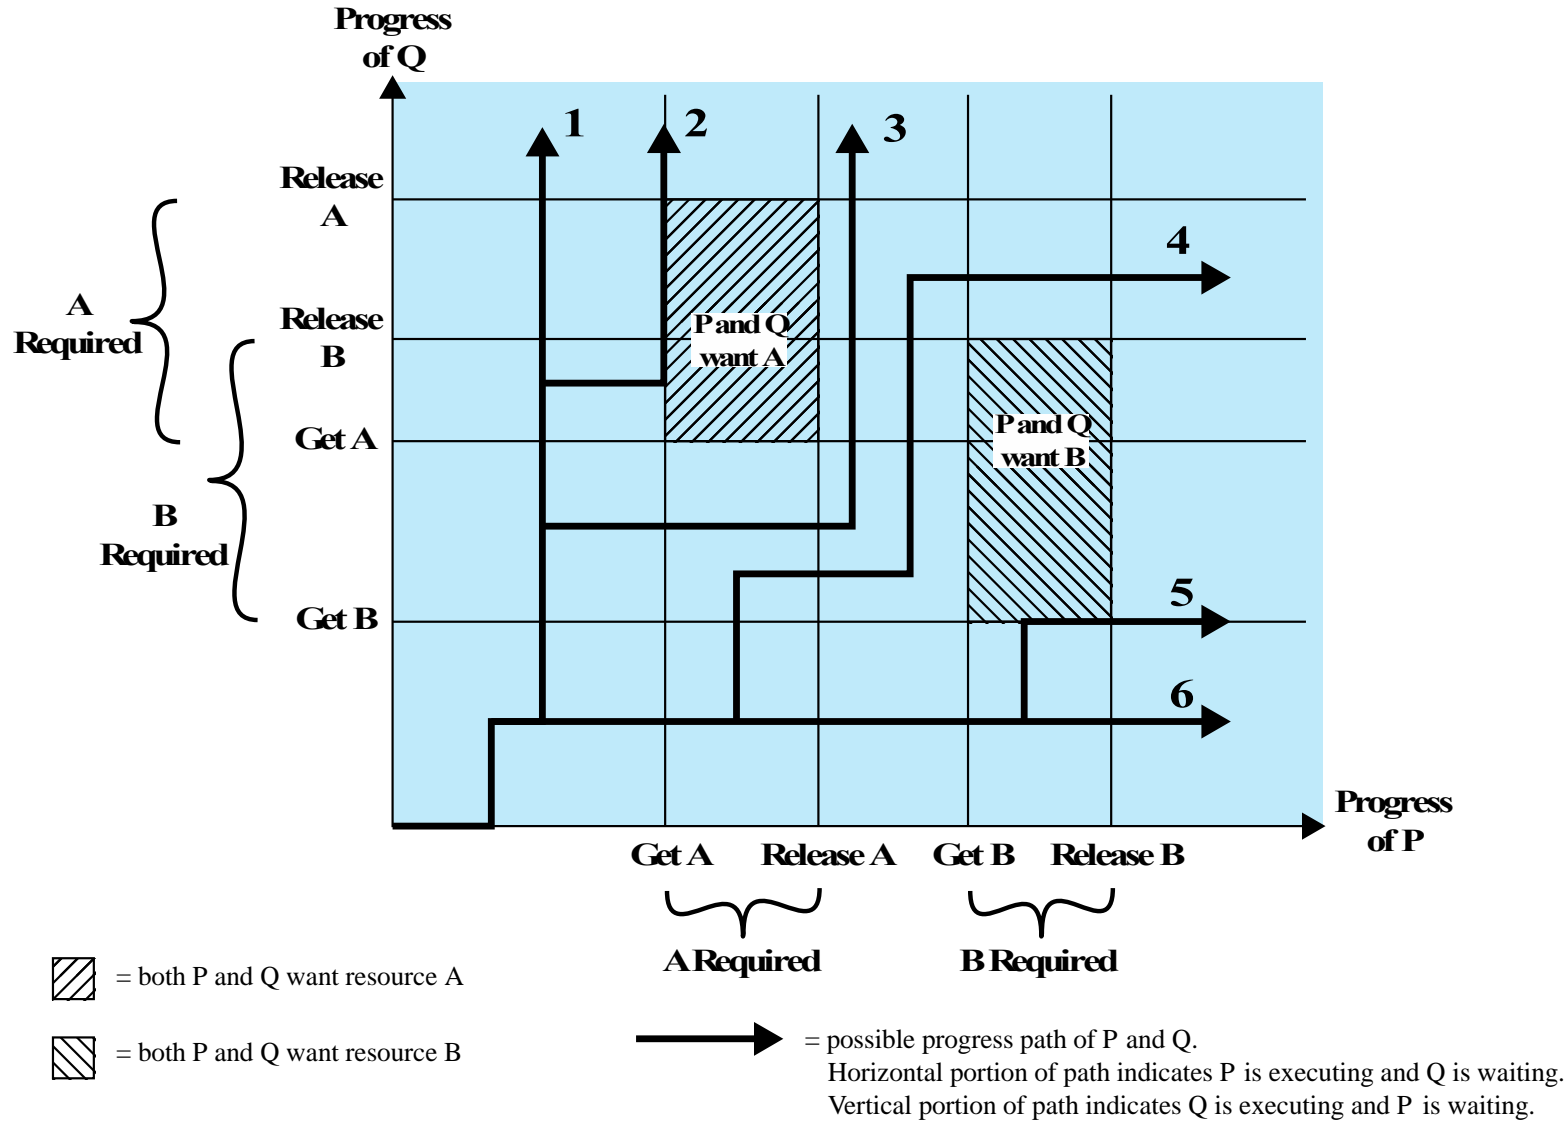 Progress
of Q
1
2
3
Release
A
4
A
Required
Release
B
P and Q
want A
Get A
P and Q
want B
B
Required
Get B
5
6
Progress
of P
Get A
Release A
Get B
Release B
A Required
B Required
= both P and Q want resource A
= both P and Q want resource B
= possible progress path of P and Q.
Horizontal portion of path indicates P is executing and Q is waiting.
Vertical portion of path indicates Q is executing and P is waiting.